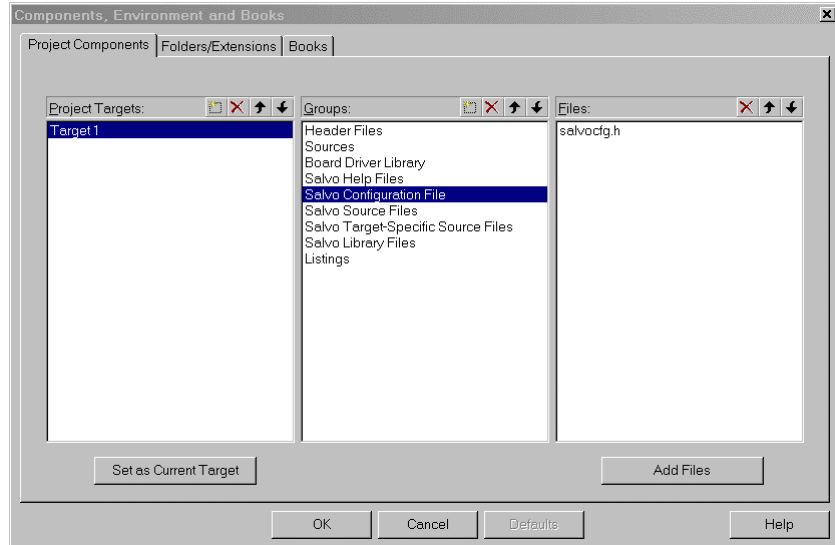 Components, Environment and Books
Project Components Folders/Extensions Books
Project Targets: Groups: Files:
Target 1
Header Files
Sources
Board Driver Library
Salvo Help Files
Salvo Configuration File
Salvo Source Files
Salvo Target-Specific Source Files
Salvo Library Files
Listings
salvocfg.h
Set as Current Target
Add Files
OK Cancel Defaults Help